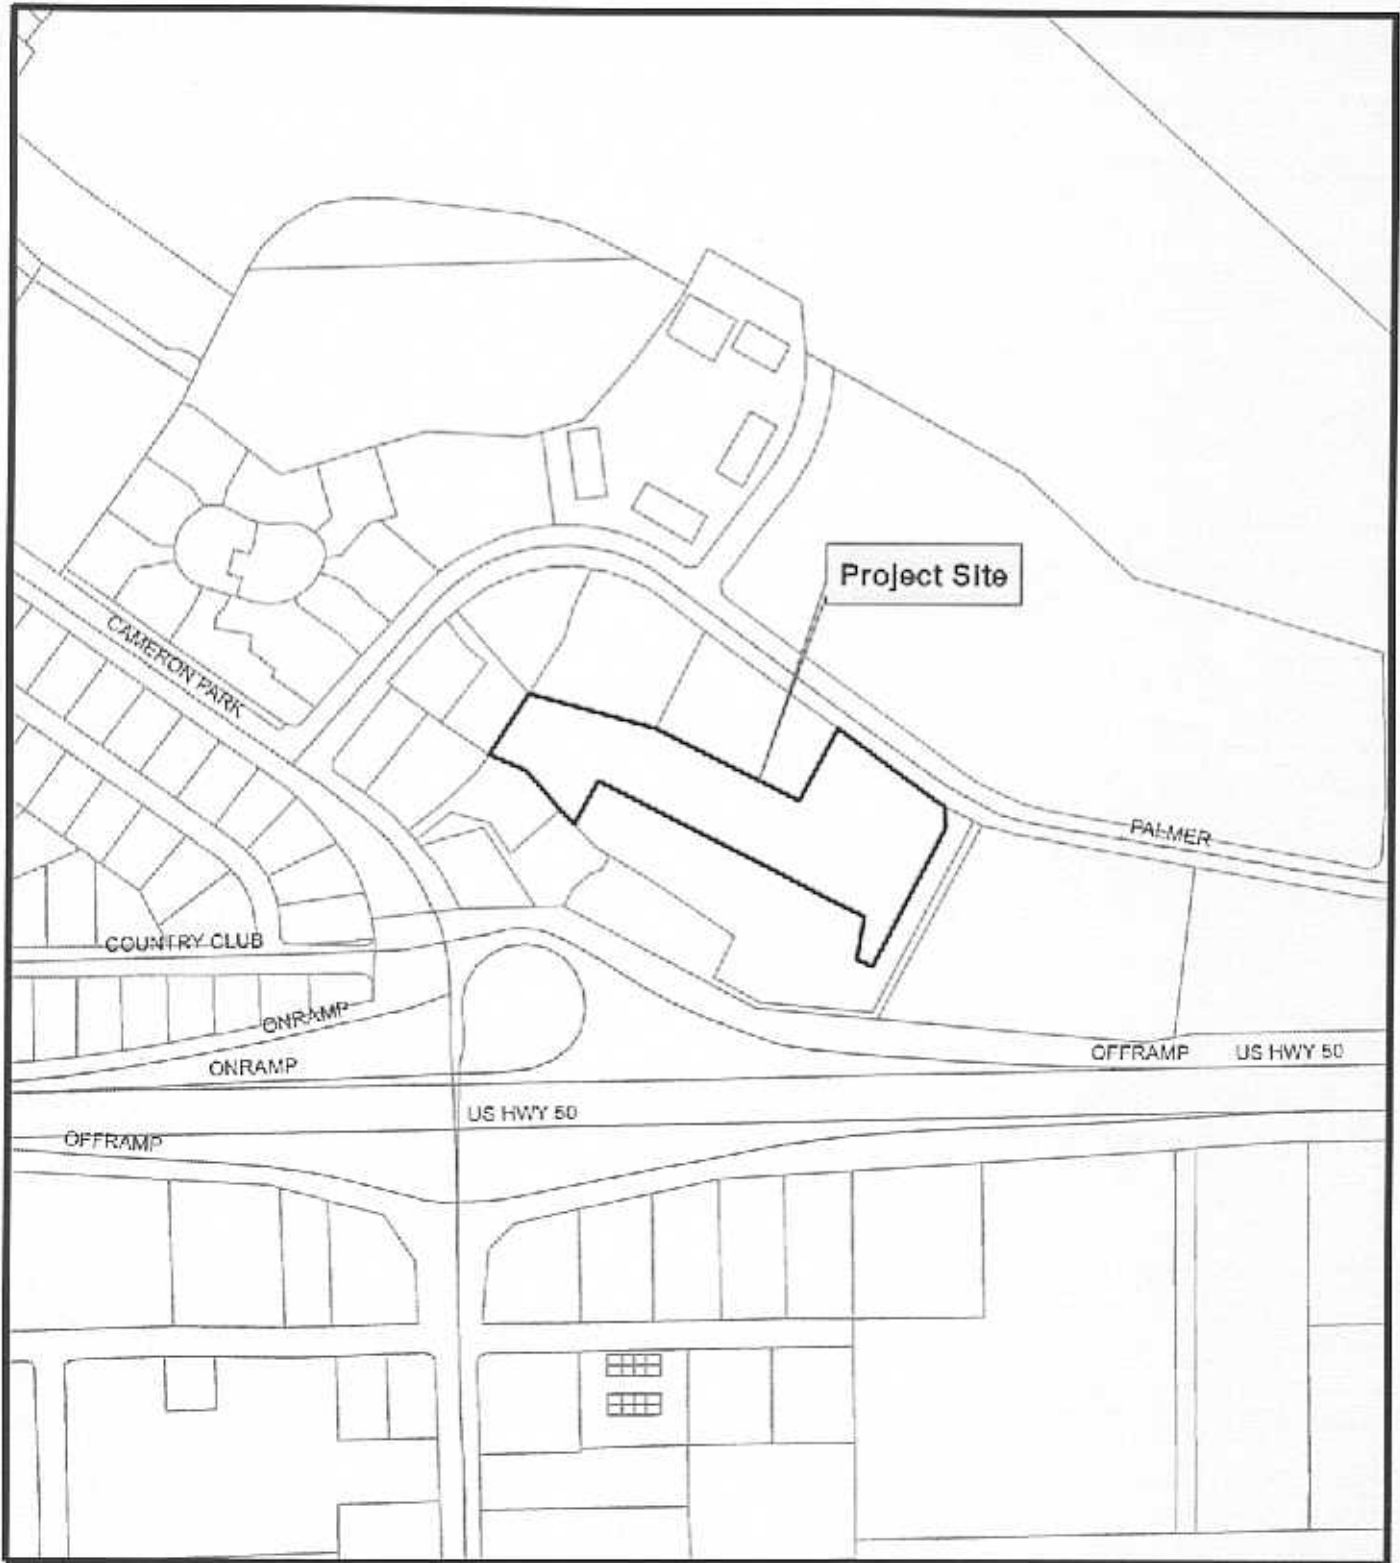 Project Site
CAMERON PARK
PALMER
COUNTRY CLUB
ONRAMP
ONRAMP
OFFRAMP
US HWY 50
US HWY 50
OFFRAMP